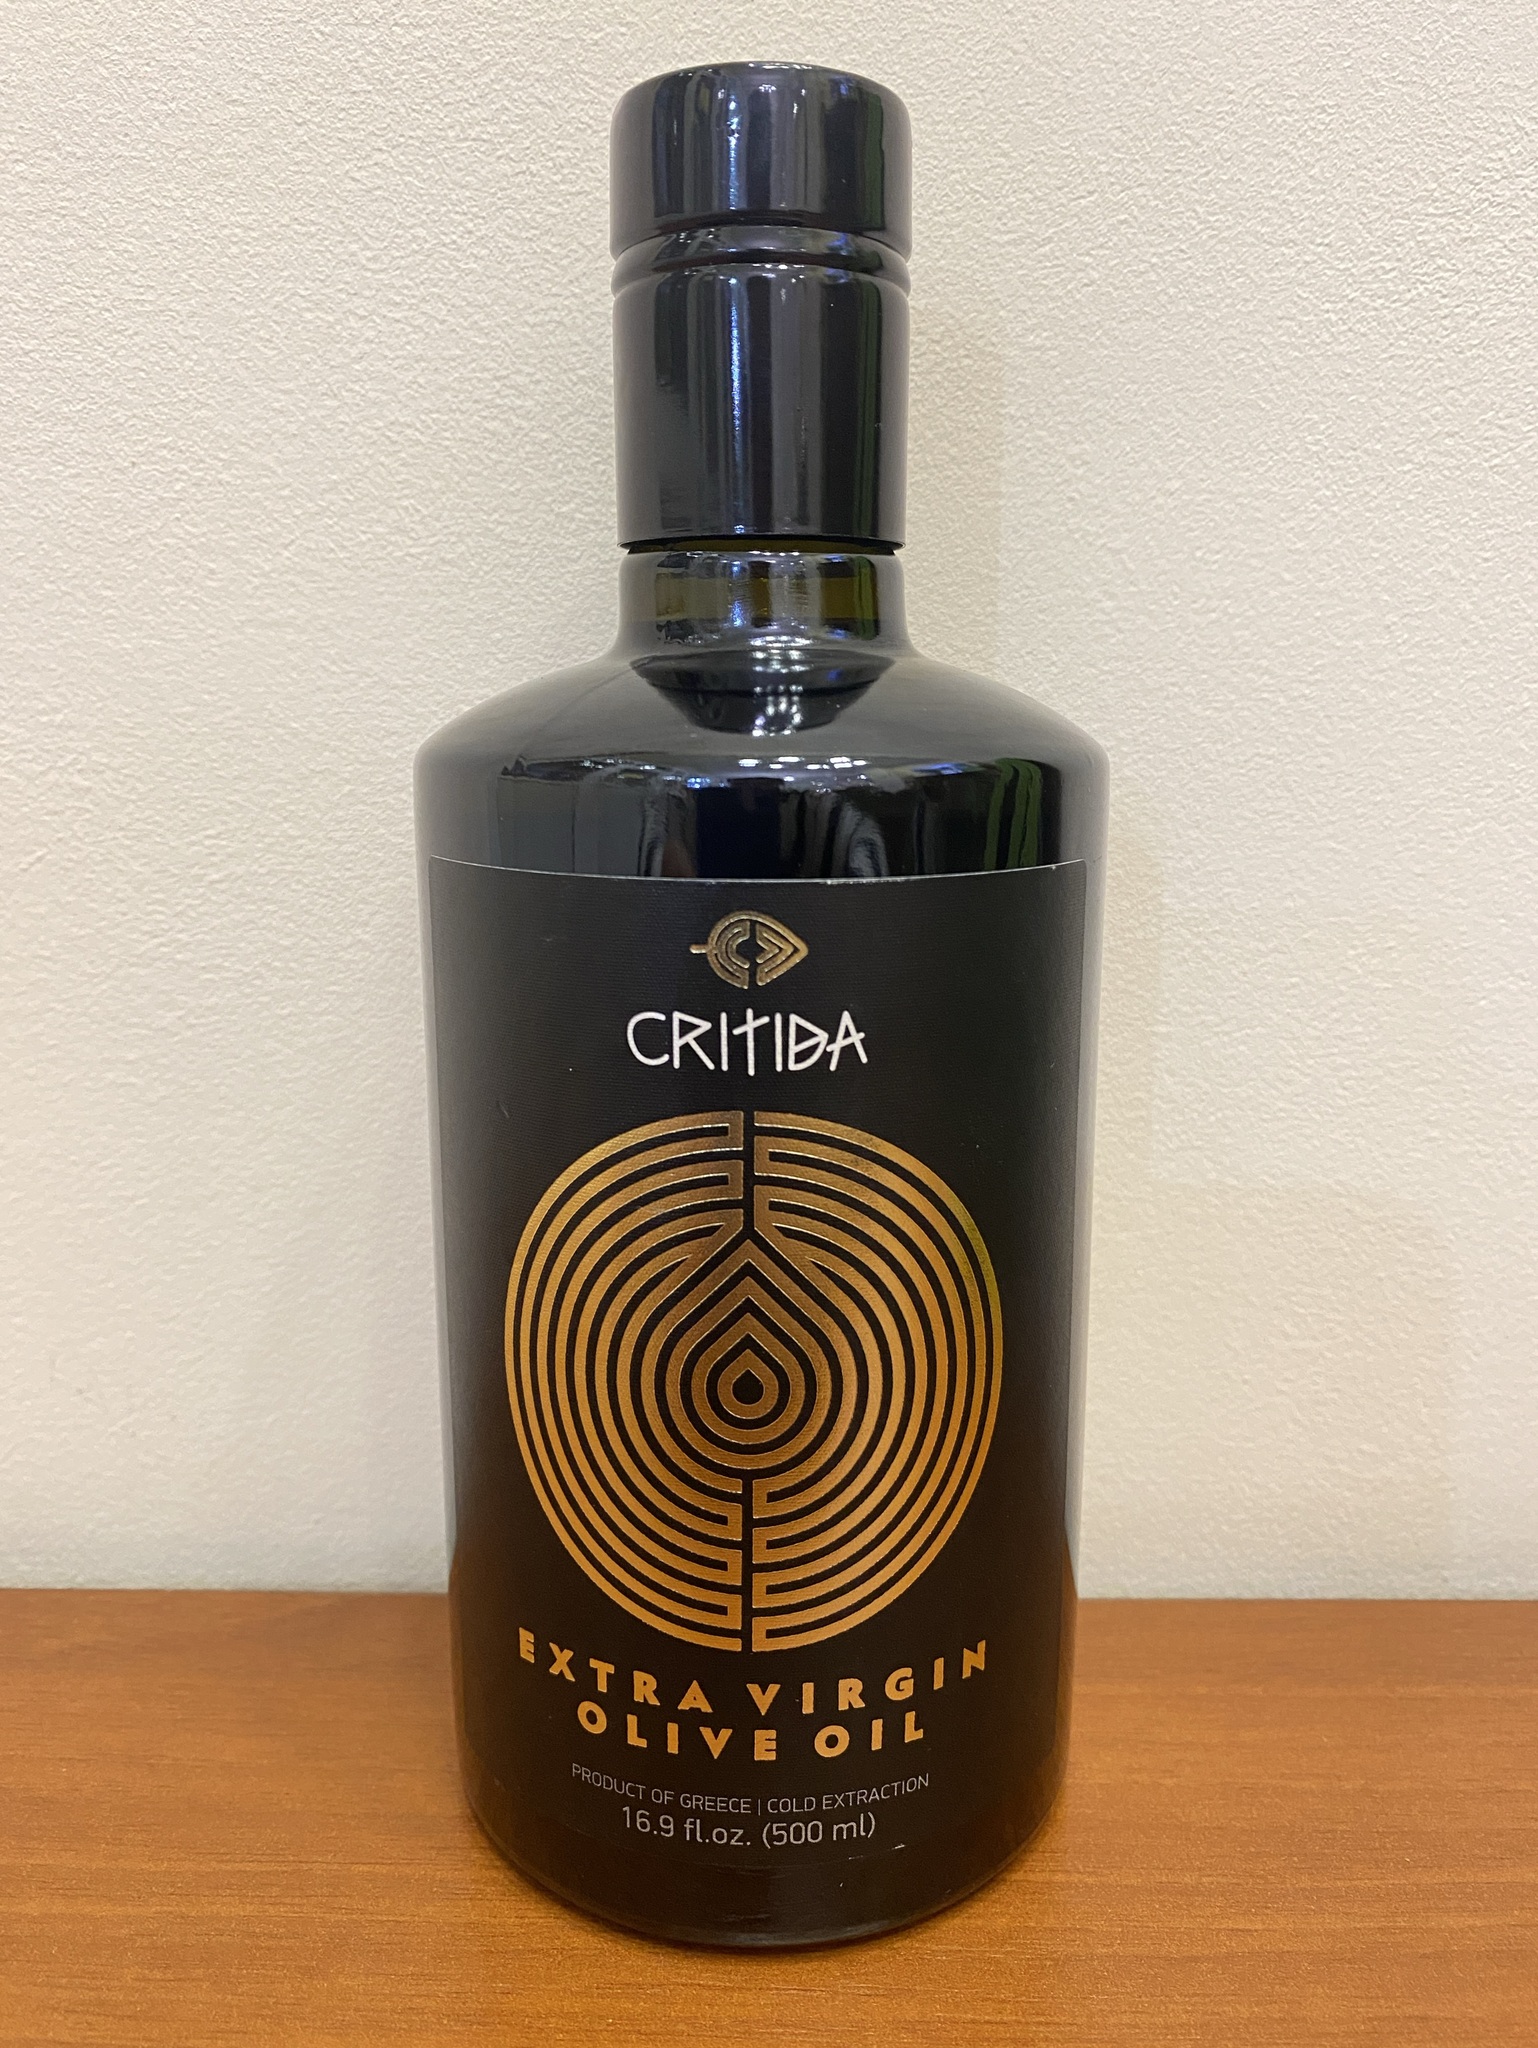 CRITIDA
EXTRA VIRGIN
OLIVE OIL
PRODUCT OF GREECE | COLD EXTRACTION
16.9 fl.oz. (500 ml)